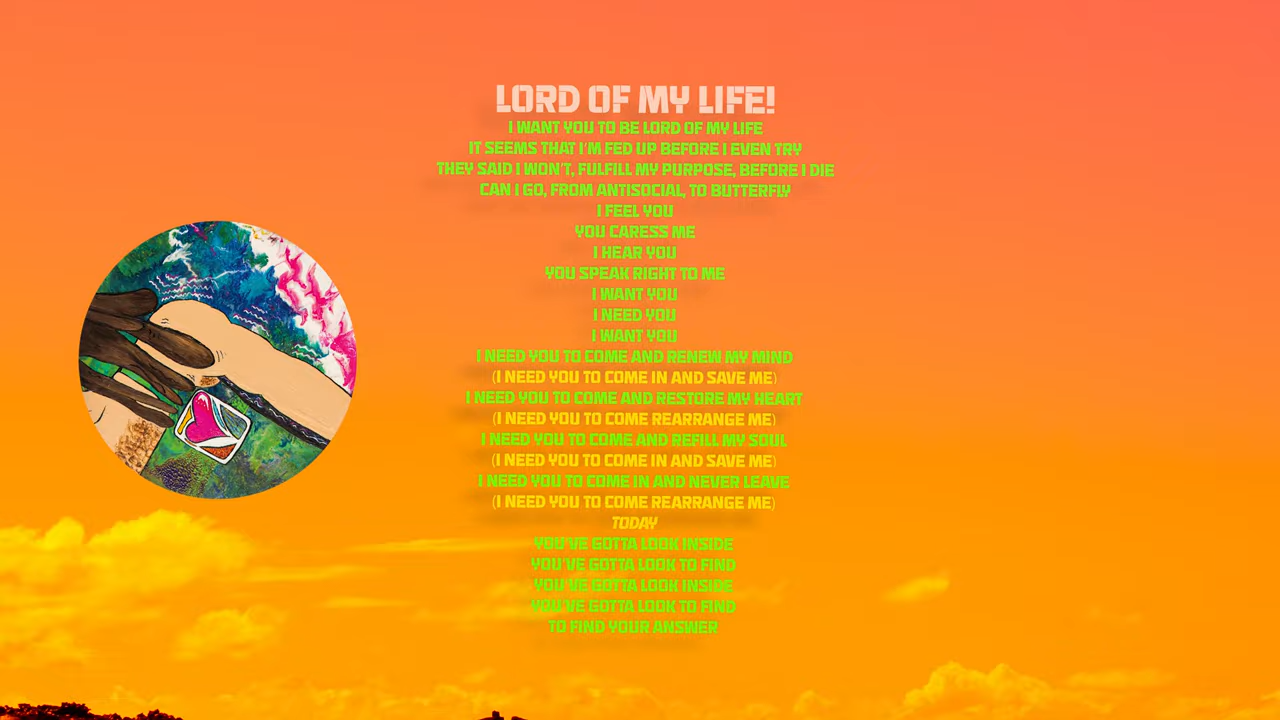 LORD OF MY LIFE!
I WANT YOU TO BE LORD OF MY LIFE
IT SEEMS THAT I'M FED UP BEFORE I EVEN TRY
THEY SAID I WON'T, FULFILL MY PURPOSE, BEFORE I DIE
CAN I GO, FROM ANTISOCIAL, TO BUTTERFLY
I FEEL YOU
YOU CARESS ME
I HEAR YOU
YOU SPEAK RIGHT TO ME
I WANT YOU
I NEED YOU
I WANT YOU
I NEED YOU TO COME AND RENEW MY MIND
(I NEED YOU TO COME IN AND SAVE ME)
I NEED YOU TO COME AND RESTORE MY HEART
(I NEED YOU TO COME REARRANGE ME)
I NEED YOU TO COME AND REFILL MY SOUL
(I NEED YOU TO COME IN AND SAVE ME)
I NEED YOU TO COME IN AND NEVER LEAVE
(I NEED YOU TO COME REARRANGE ME)
TODAY
YOU'VE GOTTA LOOK INSIDE
YOU'VE GOTTA LOOK TO FIND
YOU'VE GOTTA LOOK INSIDE
YOU'VE GOTTA LOOK TO FIND
TO FIND YOUR ANSWER